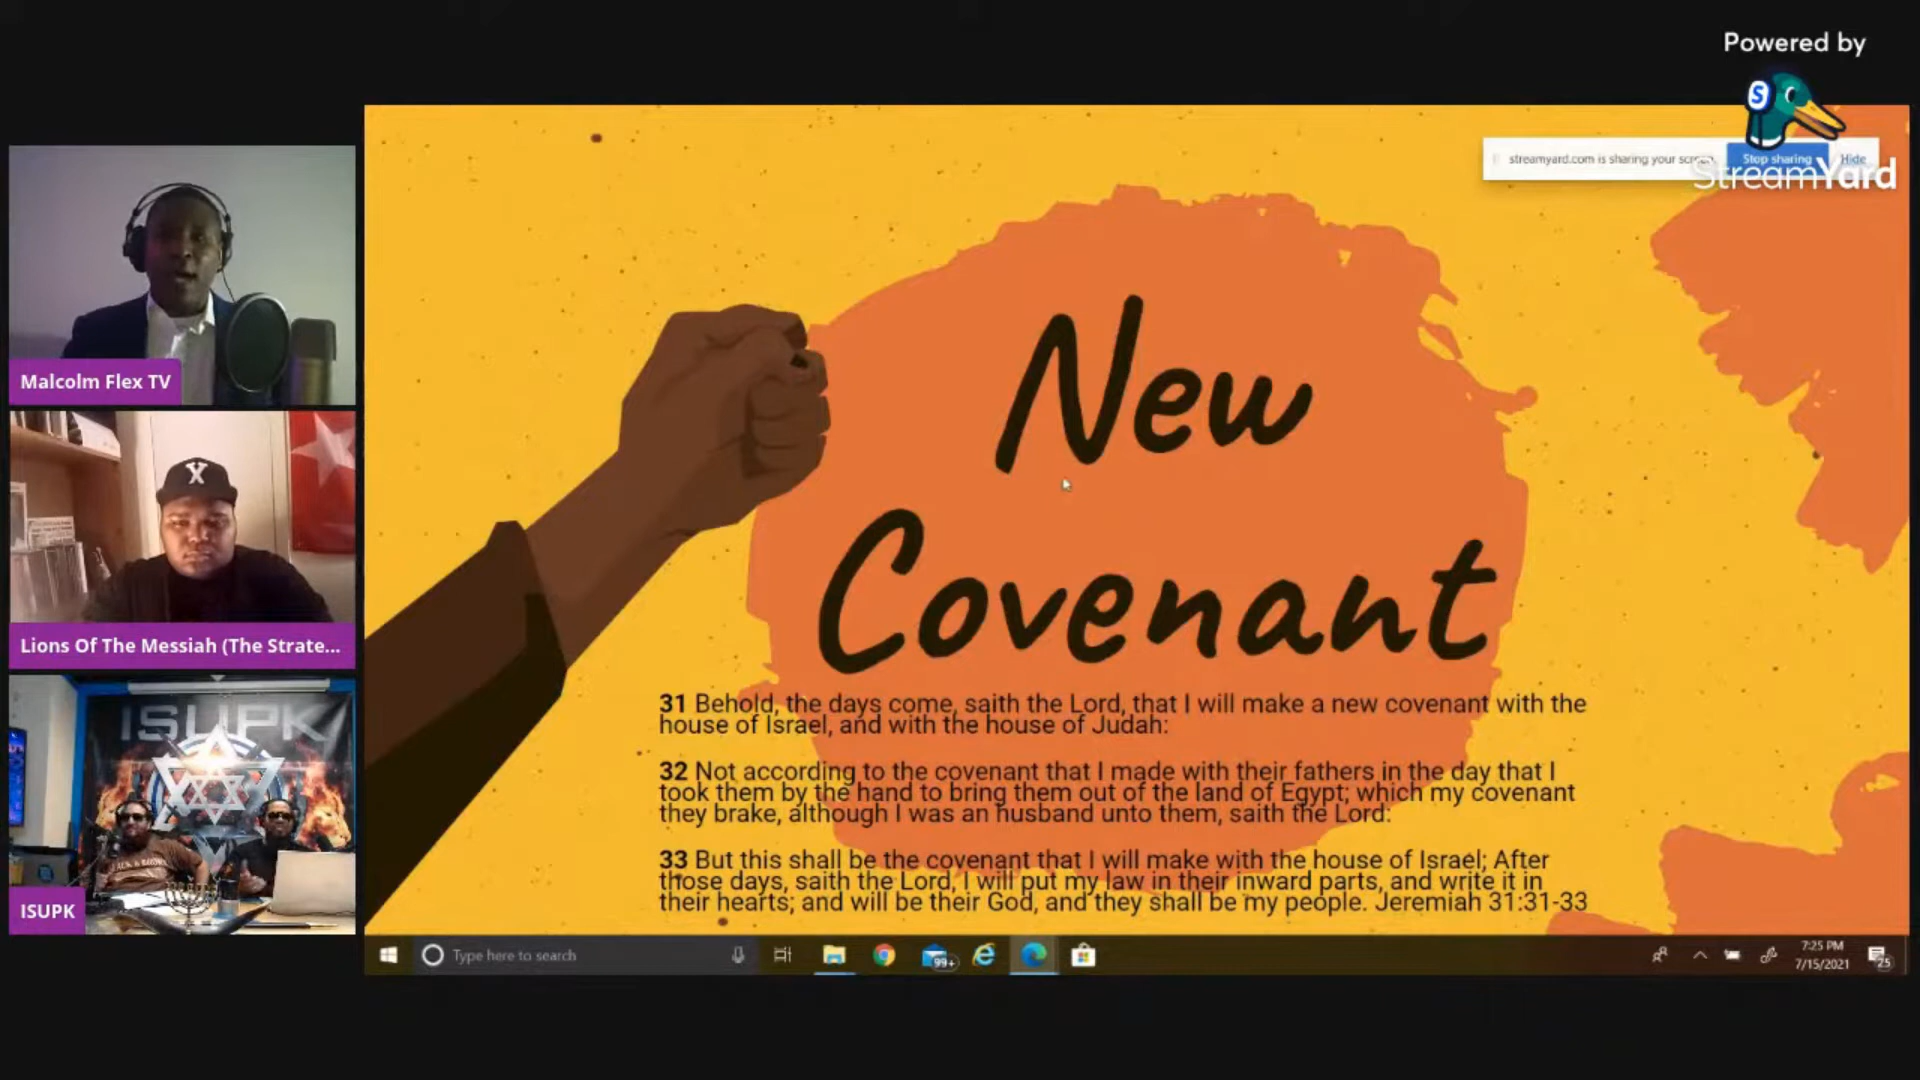 Powered by
StreamYard
streamyard.com is sharing your screen.
Stop sharing
Hide
Malcolm Flex TV
X
Lions Of The Messiah (The Strate...
ISUPK
ISUPK
New
Covenant
31 Behold, the days come, saith the Lord, that I will make a new covenant with the
house of Israel, and with the house of Judah:
32 Not according to the covenant that I made with their fathers in the day that I
took them by the hand to bring them out of the land of Egypt; which my covenant
they brake, although I was an husband unto them, saith the Lord:
33 But this shall be the covenant that I will make with the house of Israel; After
those days, saith the Lord, I will put my law in their inward parts, and write it in
their hearts; and will be their God, and they shall be my people. Jeremiah 31:31-33
Type here to search
99+
7:25 PM
7/15/2021
25